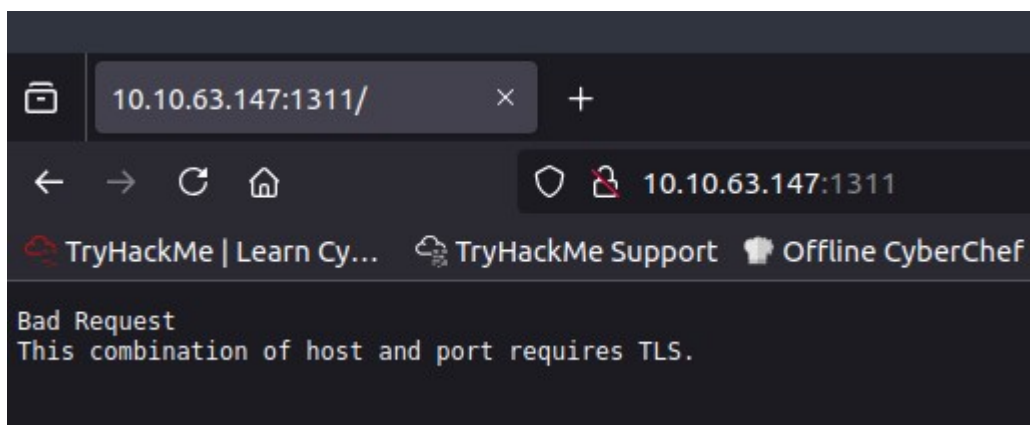 10.10.63.147:1311/
10.10.63.147:1311
TryHackMe | Learn Cy... TryHackMe Support Offline CyberChef
Bad Request
This combination of host and port requires TLS.